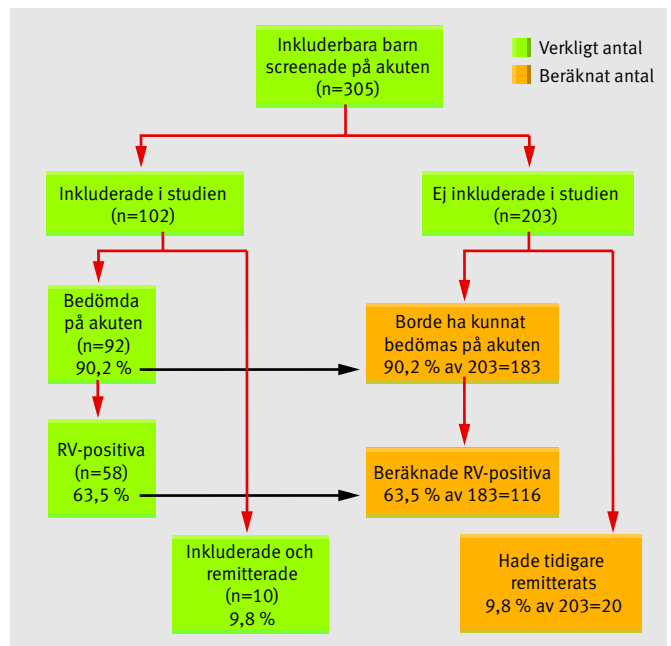 Inkluderbara barn
screenade på akuten
(n=305)
Verkligt antal
Beräknat antal
Inkluderade i studien
(n=102)
Ej inkluderade i studien
(n=203)
Bedömda
på akuten
(n=92)
90,2 %
Borde ha kunnat
bedömas på akuten
90,2 % av 203=183
RV-positiva
(n=58)
63,5 %
Beräknade RV-positiva
63,5 % av 183=116
Inkluderade och
remitterade
(n=10)
9,8 %
Hade tidigare
remitterats
9,8 % av 203=20